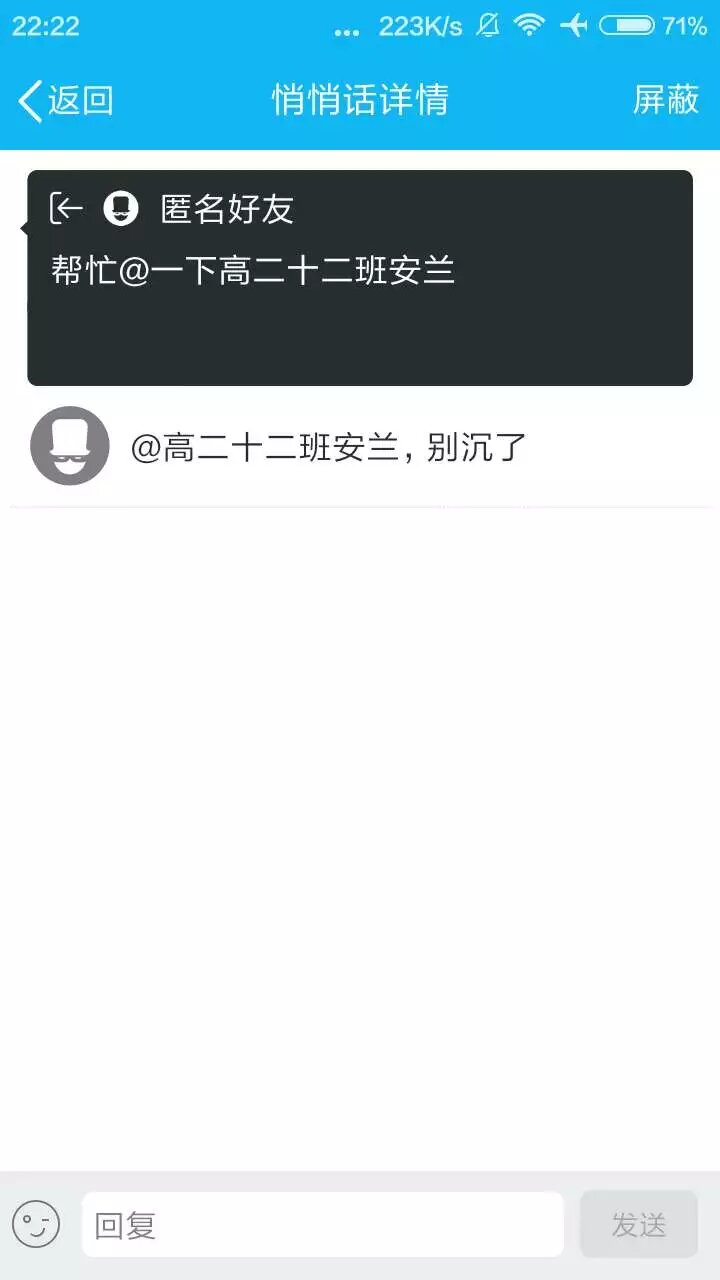 22:22 ... 223K/s 71%
返回 悄悄话详情 屏蔽
匿名好友
帮忙@一下高二十二班安兰
@高二十二班安兰，别沉了
回复 发送